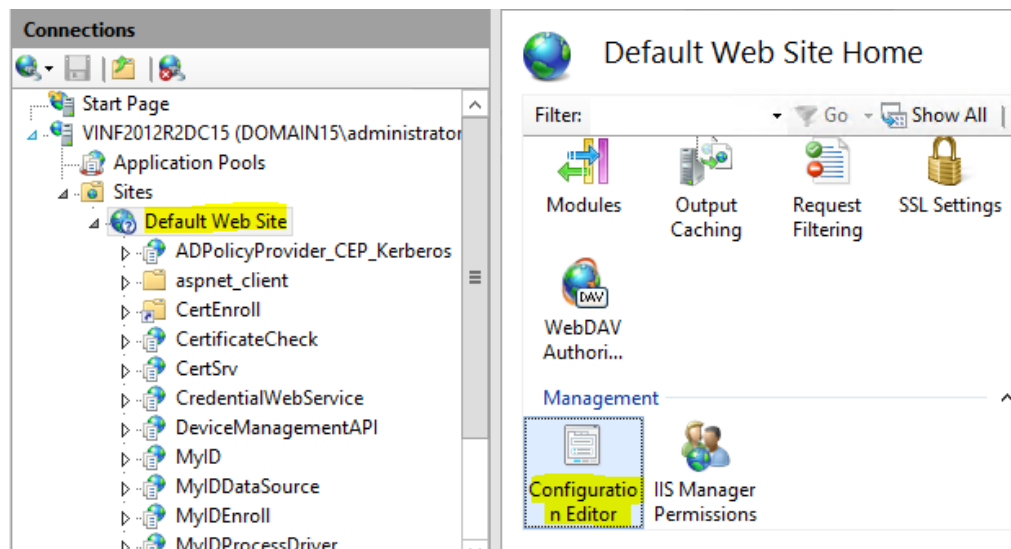 Connections
Start Page
VINF2012R2DC15 (DOMAIN15\administrator
Application Pools
Sites
Default Web Site
ADPolicyProvider_CEP_Kerberos
aspnet_client
CertEnroll
CertificateCheck
CertSrv
CredentialWebService
DeviceManagementAPI
MyID
MyIDDataSource
MyIDEnroll
MyIDProcessDriver
Default Web Site Home
Filter:
Go
Show All
Modules
Output
Caching
Request
Filtering
SSL Settings
DAV
WebDAV
Authori...
Management
Configuratio
n Editor
IIS Manager
Permissions